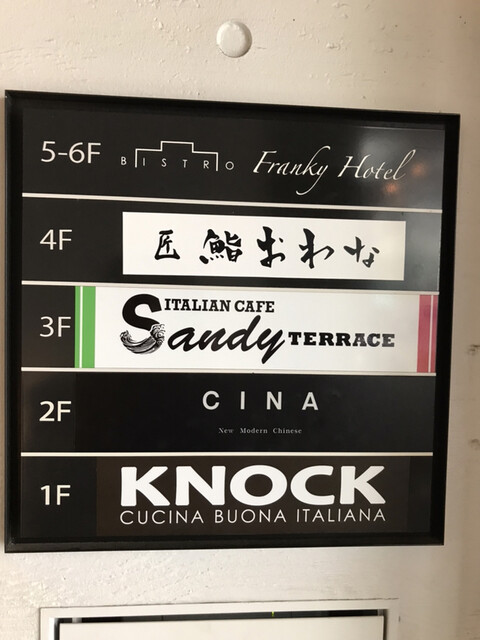 5-6F BISTRO Franky Hotel
4F 匠 鮨 おわな
3F ITALIAN CAFE
Sandy TERRACE
2F CINA
New Modern Chinese
1F KNOCK
CUCINA BUONA ITALIANA